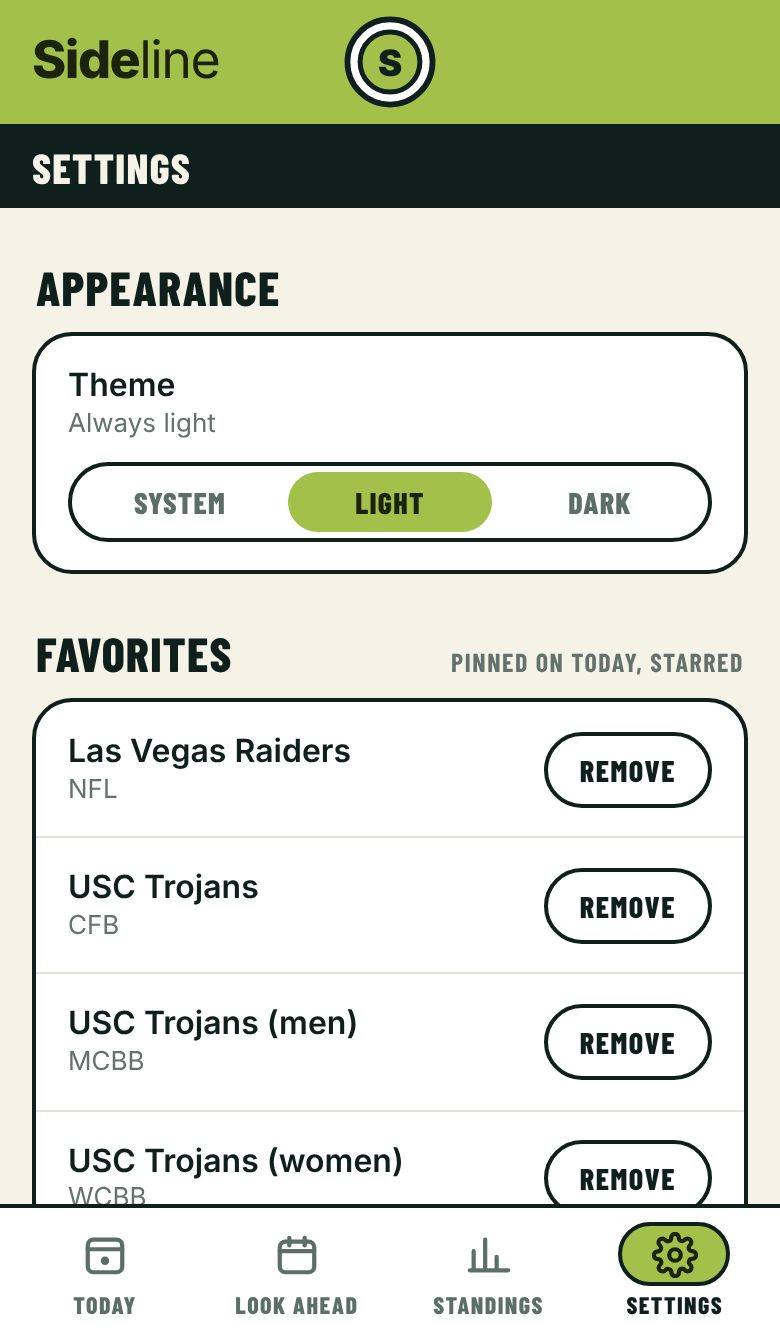 Sideline
S
SETTINGS
APPEARANCE
Theme
Always light
SYSTEM LIGHT DARK
FAVORITES PINNED ON TODAY, STARRED
Las Vegas Raiders
NFL
REMOVE
USC Trojans
CFB
REMOVE
USC Trojans (men)
MCBB
REMOVE
USC Trojans (women)
WCBB
REMOVE
TODAY LOOK AHEAD STANDINGS SETTINGS